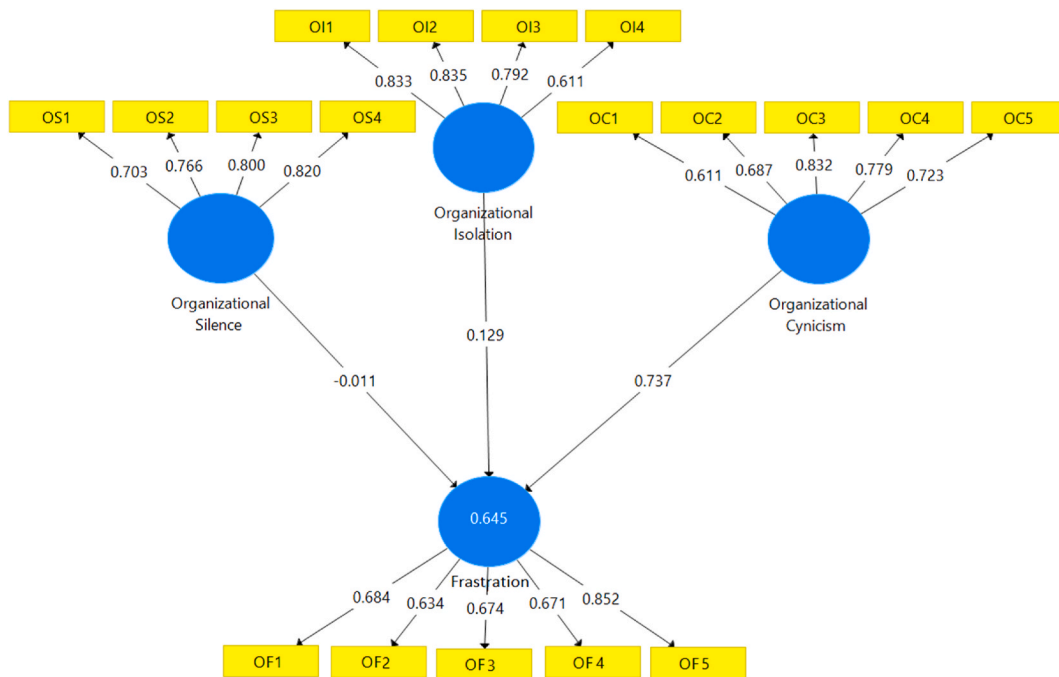 OI1 OI2 OI3 OI4
0.833 0.835 0.792 0.611
OS1 OS2 OS3 OS4
0.703 0.766 0.800 0.820
OC1 OC2 OC3 OC4 OC5
0.611 0.687 0.832 0.779 0.723
Organizational
Isolation
Organizational
Silence
Organizational
Cynicism
0.129
-0.011
0.737
0.645
Frastration
0.684 0.634 0.674 0.671 0.852
OF1 OF2 OF3 OF4 OF5